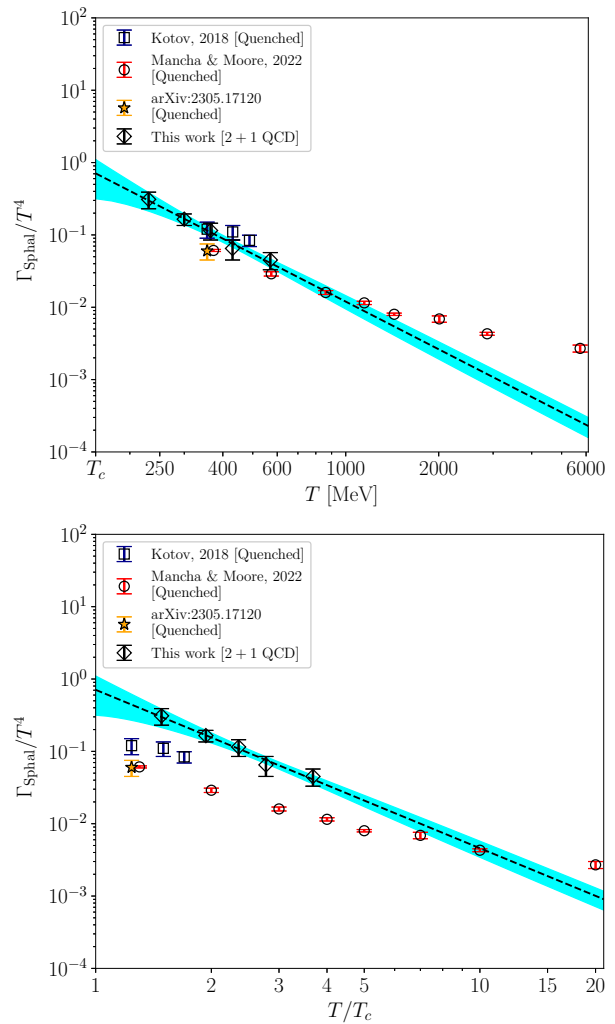 10^2
Kotov, 2018 [Quenched]
Mancha & Moore, 2022
[Quenched]
10^1
arXiv:2305.17120
[Quenched]
This work [2 + 1 QCD]
10^0
Γ_Sphal/T^4
10^-1
10^-2
10^-3
10^-4
T_c 250 400 600 1000 2000 6000
T [MeV]
10^2
Kotov, 2018 [Quenched]
Mancha & Moore, 2022
[Quenched]
10^1
arXiv:2305.17120
[Quenched]
This work [2 + 1 QCD]
10^0
Γ_Sphal/T^4
10^-1
10^-2
10^-3
10^-4
1 2 3 4 5 10 15 20
T/T_c